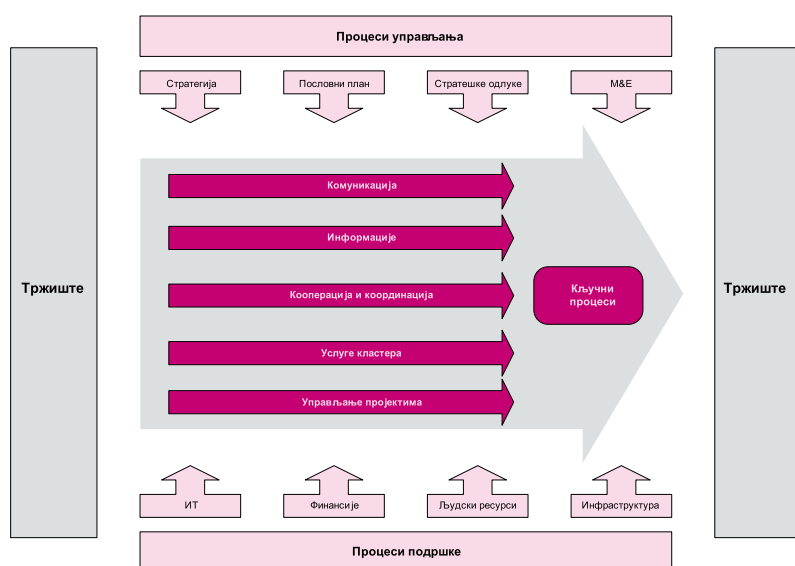 Процеси управљања
Стратегија
Пословни план
Стратешке одлуке
М&Е
Тржиште
Комуникација
Информације
Кооперација и координација
Услуге кластера
Управљање пројектима
Кључни
процеси
Тржиште
ИТ
Финансије
Људски ресурси
Инфраструктура
Процеси подршке